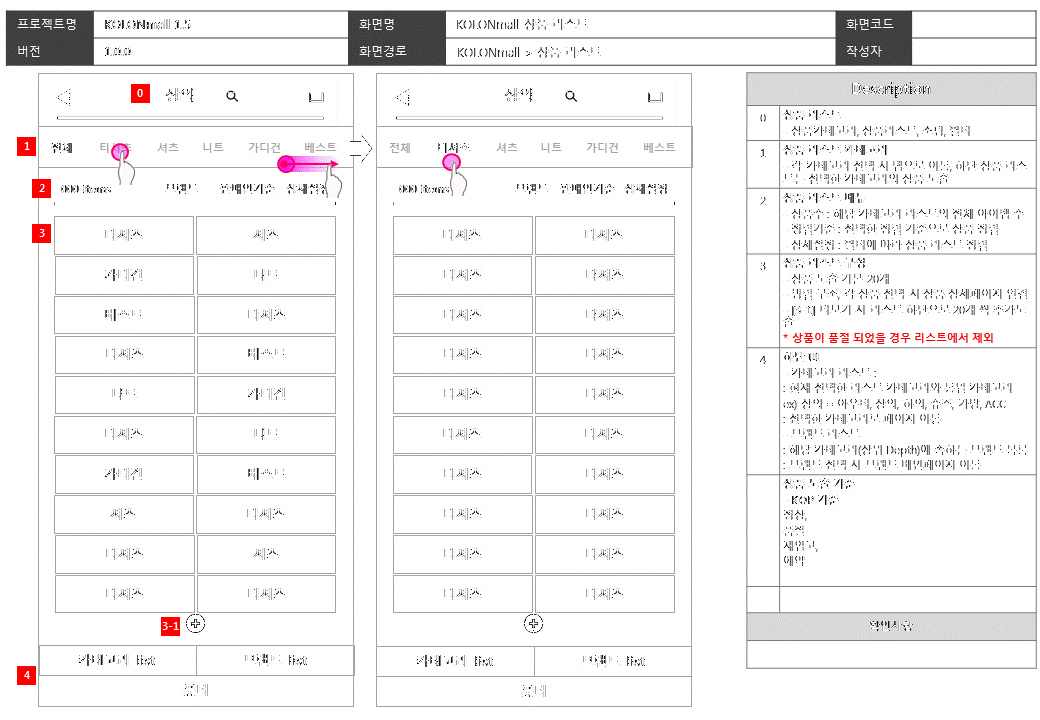 프로젝트명 KOLONmall 1.5 화면명 KOLONmall 상품 리스트 화면코드
버전 1.0.0 화면경로 KOLONmall > 상품 리스트 작성자
0 상의
1 전체 티셔츠 셔츠 니트 가디건 베스트
2 000 items 브랜드 판매인기순 상세설정
3 티셔츠 셔츠
가디건 니트
베스트 티셔츠
티셔츠 베스트
니트 가디건
티셔츠 니트
가디건 베스트
셔츠 티셔츠
티셔츠 셔츠
티셔츠 티셔츠
3-1
카테고리 list 브랜드 list
4
전체 티셔츠 셔츠 니트 가디건 베스트
000 items 브랜드 판매인기순 상세설정
티셔츠 티셔츠
티셔츠 티셔츠
티셔츠 티셔츠
티셔츠 티셔츠
티셔츠 티셔츠
티셔츠 티셔츠
티셔츠 티셔츠
티셔츠 티셔츠
티셔츠 티셔츠
티셔츠 티셔츠
카테고리 list 브랜드 list
Description
0 상품 리스트
- 상품카테고리, 상품리스트, 소팅, 필터
1 상품 리스트 카테고리
- 각 카테고리 선택 시 탭으로 이동, 하단 상품 리스
트는 선택한 카테고리의 상품 노출
2 상품 리스트 메뉴
- 상품수 : 해당 카테고리 리스트의 전체 아이템 수
- 정렬기준 : 선택한 정렬 기준으로 상품 정렬
- 상세설정 : 필터에 따라 상품 리스트 정렬
3 상품 리스트 구성
- 상품 노출 기본 20개
- 병렬 구조, 각 상품 선택 시 상품 상세페이지 연결
- [3-1] 더보기 시 리스트 하단으로 20개 씩 추가노
출
* 상품이 품절 되었을 경우 리스트에서 제외
4 하단 UI
- 카테고리 리스트 :
: 현재 선택한 리스트 카테고리와 동위 카테고리
ex) 상의 = 아우터, 상의, 하의, 슈즈, 가방, ACC
: 선택한 카테고리로 페이지 이동
- 브랜드 리스트
: 해당 카테고리(상위 Depth)에 속하는 브랜드 목록
: 브랜드 선택 시 브랜드 메인페이지 이동
상품 노출 기준
- KOP 기준
정상,
품절
재입고,
예약
확인사항